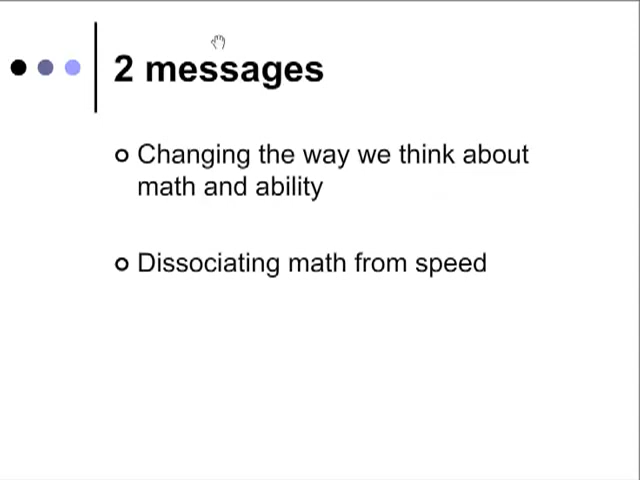 2 messages
Changing the way we think about
math and ability
Dissociating math from speed